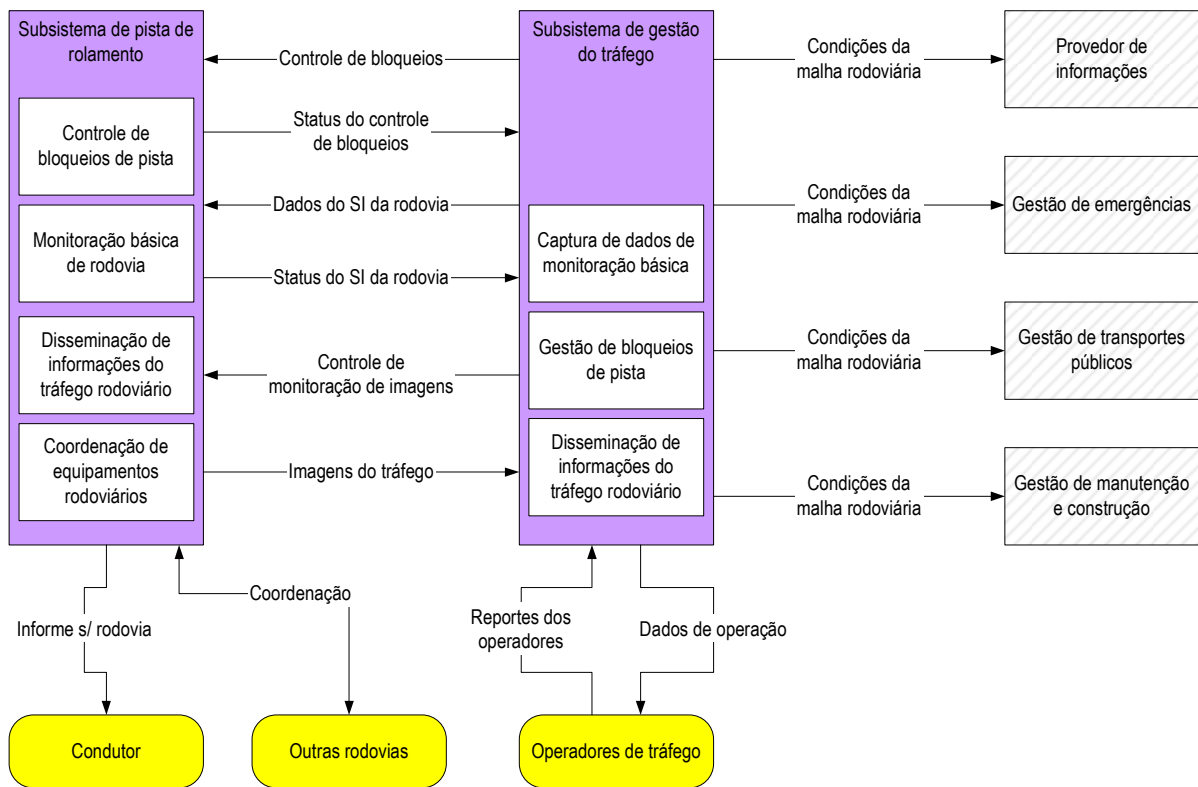 Subsistema de pista de
rolamento
Controle de
bloqueios de pista
Monitoração básica
de rodovia
Disseminação de
informações do
tráfego rodoviário
Coordenação de
equipamentos
rodoviários
Controle de bloqueios
Status do controle
de bloqueios
Dados do SI da rodovia
Status do SI da rodovia
Controle de
monitoração de imagens
Imagens do tráfego
Subsistema de gestão
do tráfego
Captura de dados de
monitoração básica
Gestão de bloqueios
de pista
Disseminação de
informações do
tráfego rodoviário
Condições da
malha rodoviária
Provedor de
informações
Condições da
malha rodoviária
Gestão de emergências
Condições da
malha rodoviária
Gestão de transportes
públicos
Condições da
malha rodoviária
Gestão de manutenção
e construção
Informe s/ rodovia
Coordenação
Reportes dos
operadores
Dados de operação
Condutor
Outras rodovias
Operadores de tráfego